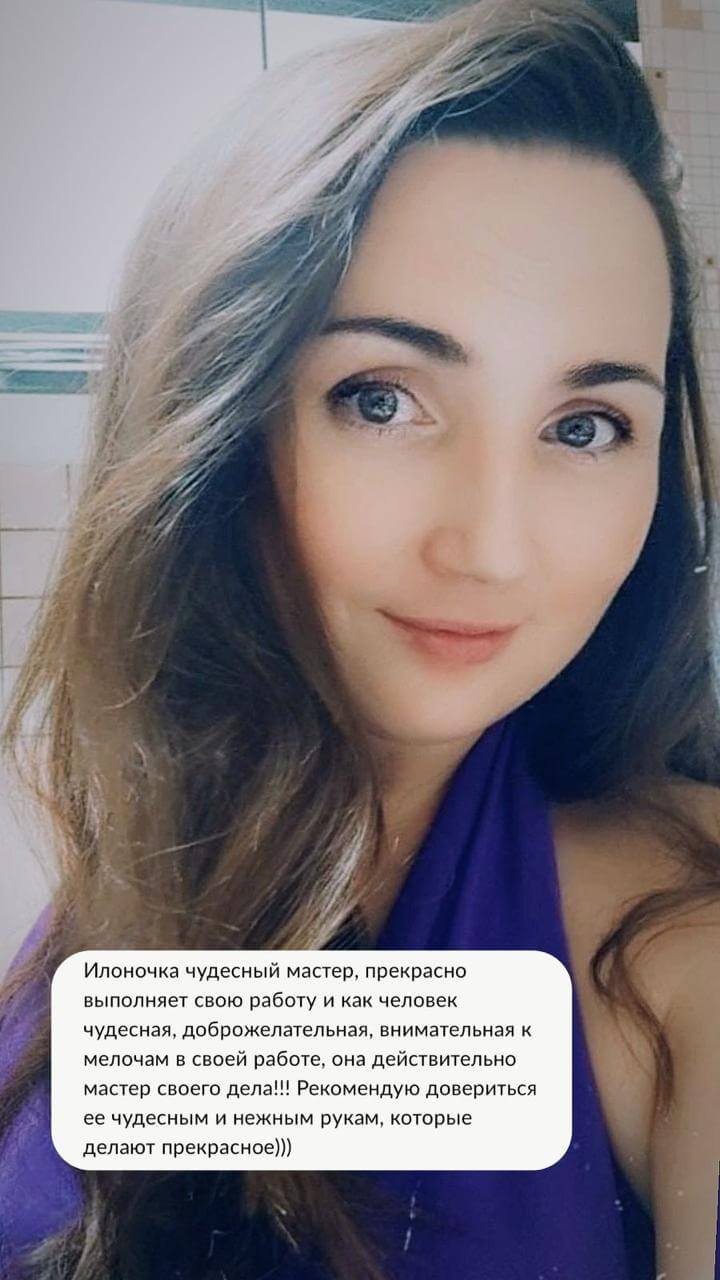 Илоночка чудесный мастер, прекрасно
выполняет свою работу и как человек
чудесная, доброжелательная, внимательная к
мелочам в своей работе, она действительно
мастер своего дела!!! Рекомендую довериться
ее чудесным и нежным рукам, которые
делают прекрасное)))